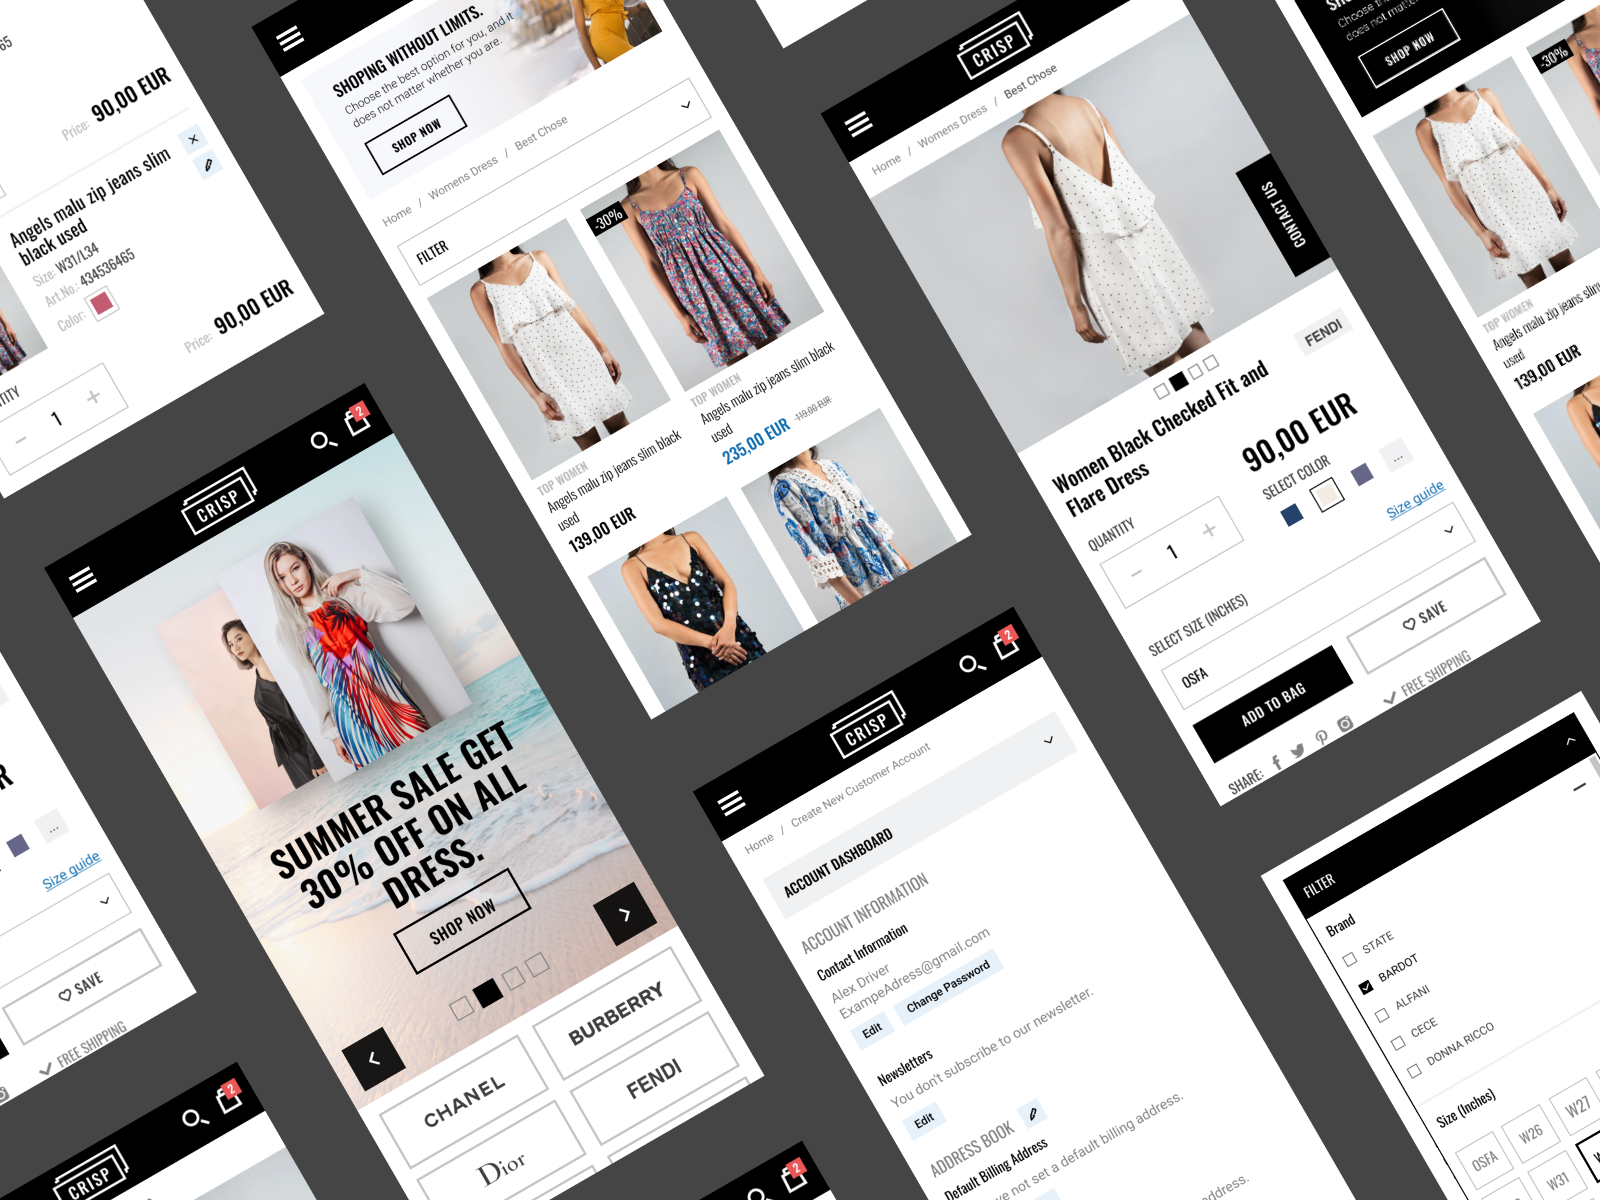 65
Price: 90,00 EUR
Angels malu zip jeans slim
black used
Size: W31/L34
Art.No.: 434536465
Color:
Price: 90,00 EUR
1
Size guide
SAVE
FREE SHIPPING
CRISP
2
SHOPING WITHOUT LIMITS.
Choose the best option for you, and it
does not matter whether you are.
SHOP NOW
Home / Womens Dress / Best Chose
FILTER
-30%
TOP WOMEN
Angels malu zip jeans slim black
used
139,00 EUR
TOP WOMEN
Angels malu zip jeans slim black
used
235,00 EUR 119,00 EUR
CRISP
2
SUMMER SALE GET
30% OFF ON ALL
DRESS.
SHOP NOW
CHANEL
BURBERRY
Dior
FENDI
CRISP
Home / Womens Dress / Best Chose
CONTACT US
FENDI
Women Black Checked Fit and
Flare Dress
90,00 EUR
QUANTITY
1
SELECT COLOR
Size guide
SELECT SIZE (INCHES)
OSFA
ADD TO BAG
SAVE
FREE SHIPPING
SHARE:
CRISP
2
Home / Create New Customer Account
ACCOUNT DASHBOARD
ACCOUNT INFORMATION
Contact Information
Alex Driver
ExampeAdress@gmail.com
Edit
Change Password
Newsletters
You don't subscribe to our newsletter.
Edit
ADDRESS BOOK
Default Billing Address
ve not set a default billing address.
address.
2
Choose the
does not matter
SHOP NOW
-30%
TOP WOMEN
Angels malu zip jeans slim
used
139,00 EUR
FILTER
Brand
STATE
BARDOT
ALFANI
CECE
DONNA RICCO
Size (Inches)
OSFA
W26
W27
W31